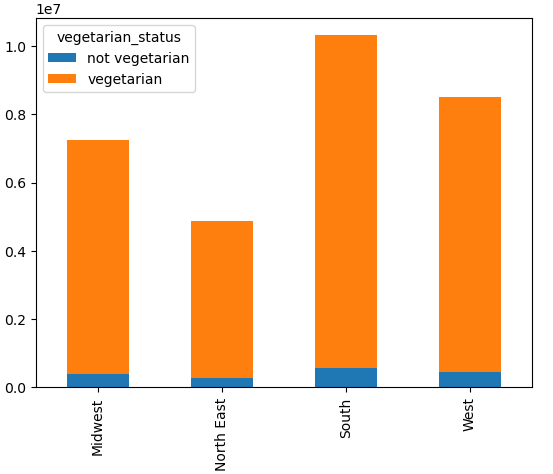 1e7
vegetarian_status
not vegetarian
vegetarian
1.0
0.8
0.6
0.4
0.2
0.0
Midwest
North East
South
West